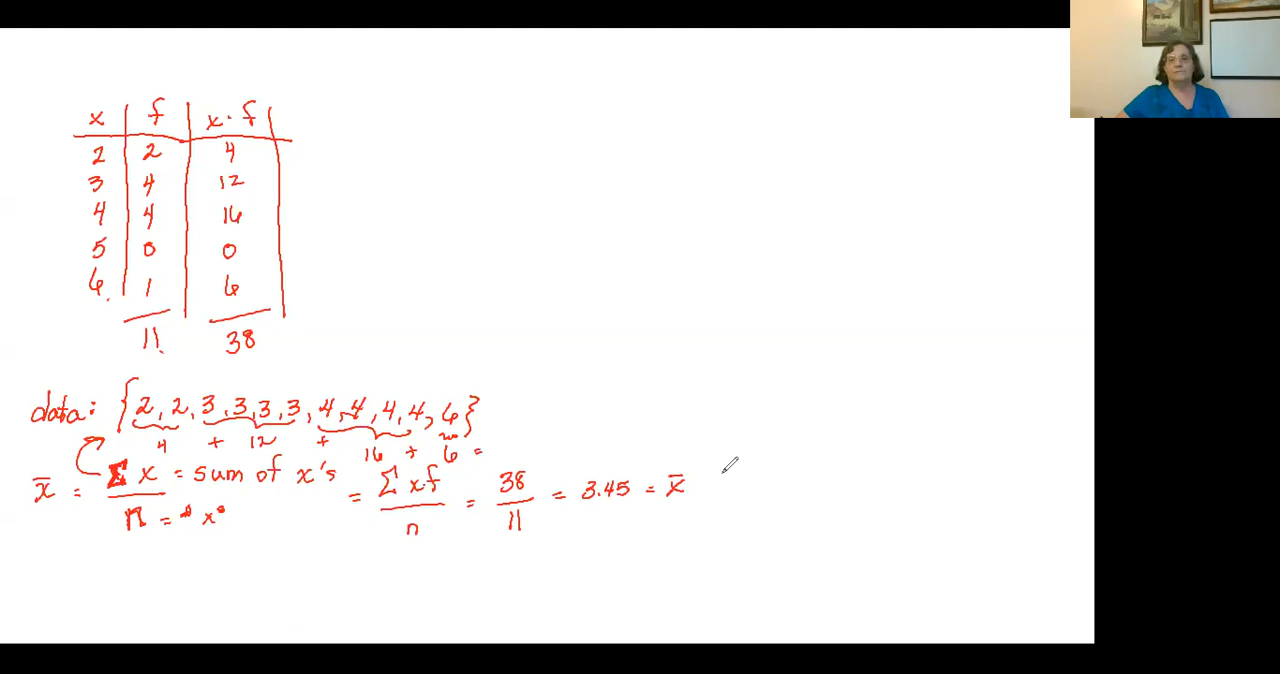 x f x · f
2 2 4
3 4 12
4 4 16
5 0 0
6 1 6
11 38
data: {2, 2, 3, 3, 3, 3, 4, 4, 4, 4, 6}
4 + 12 + 16 + 6 =
x̄ = Σ x = sum of x's = Σ x·f = 38 = 3.45 = x̄
n = # x's n 11